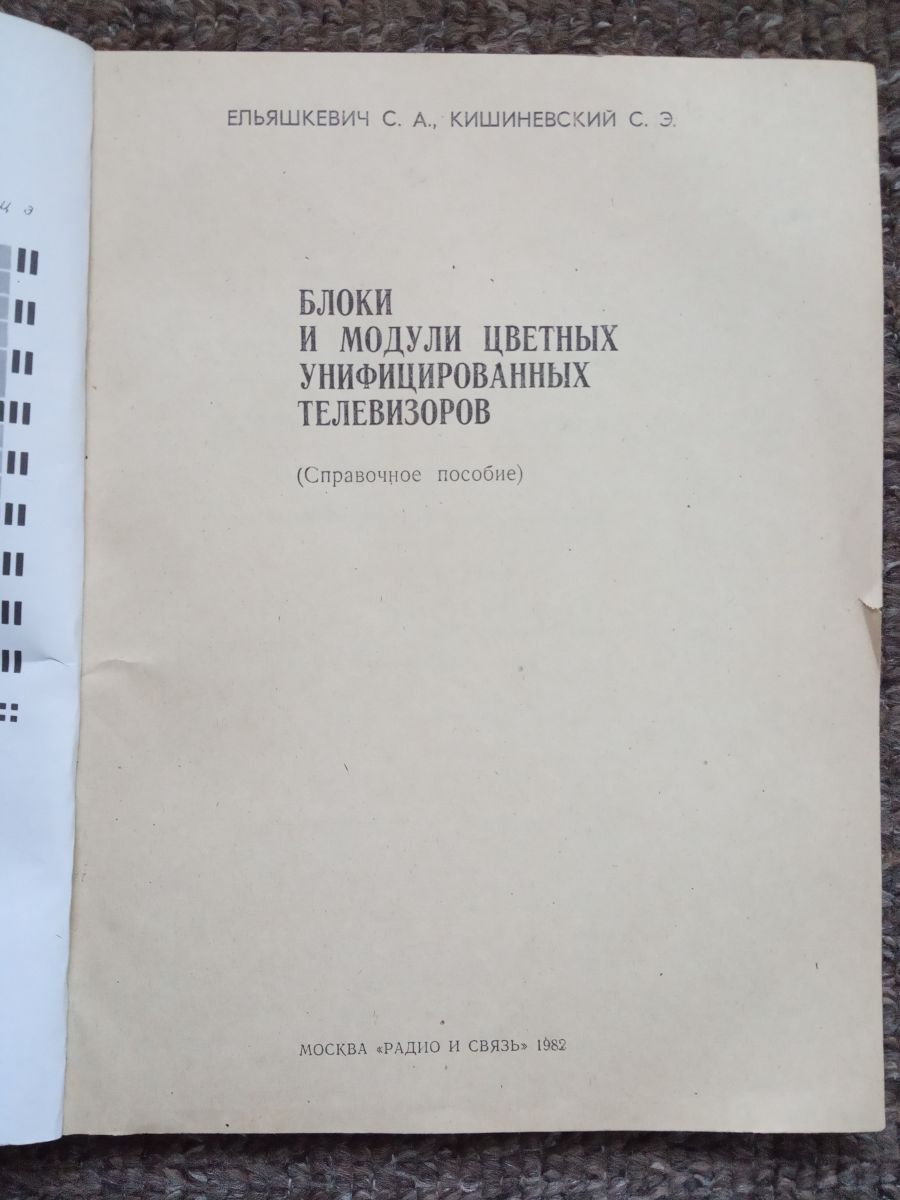 ЕЛЬЯШКЕВИЧ С. А., КИШИНЕВСКИЙ С. Э.
БЛОКИ
И МОДУЛИ ЦВЕТНЫХ
УНИФИЦИРОВАННЫХ
ТЕЛЕВИЗОРОВ
(Справочное пособие)
МОСКВА «РАДИО И СВЯЗЬ» 1982